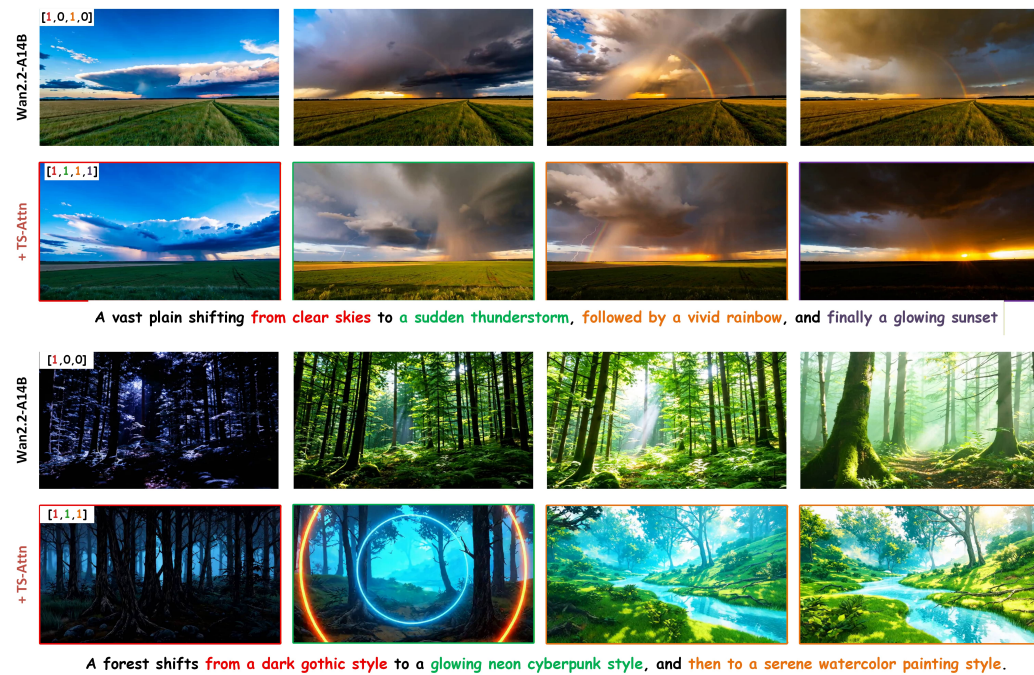 Wan2.2-A14B
[1,0,1,0]
+ TS-Attn
[1,1,1,1]
A vast plain shifting from clear skies to a sudden thunderstorm, followed by a vivid rainbow, and finally a glowing sunset
Wan2.2-A14B
[1,0,0]
+ TS-Attn
[1,1,1]
A forest shifts from a dark gothic style to a glowing neon cyberpunk style, and then to a serene watercolor painting style.